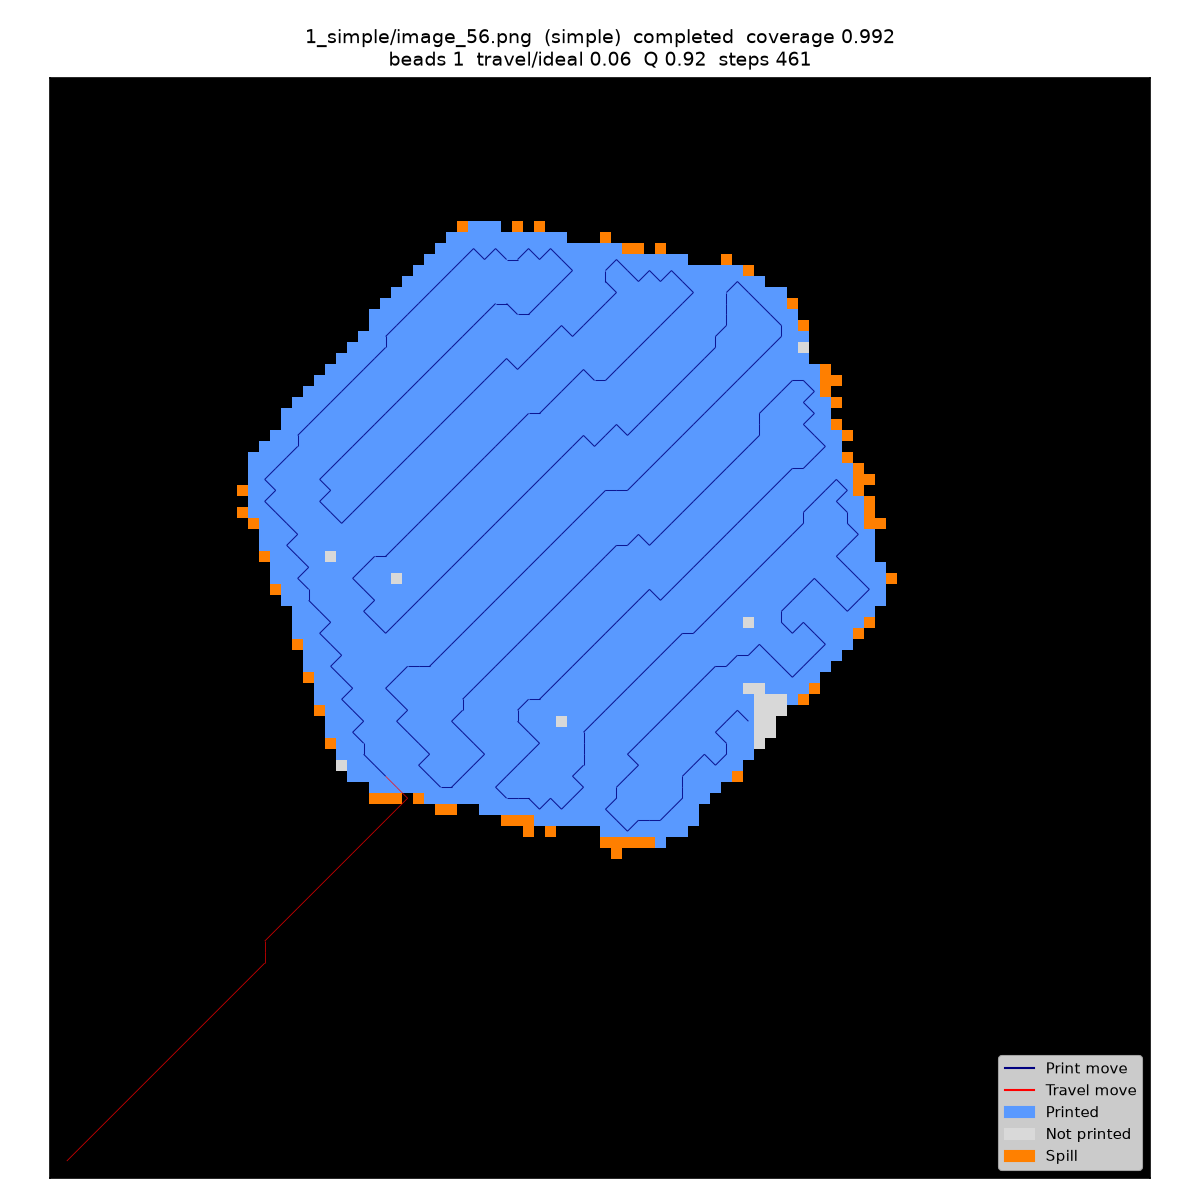 1_simple/image_56.png  (simple)  completed  coverage 0.992
beads 1  travel/ideal 0.06  Q 0.92  steps 461
Print move
Travel move
Printed
Not printed
Spill